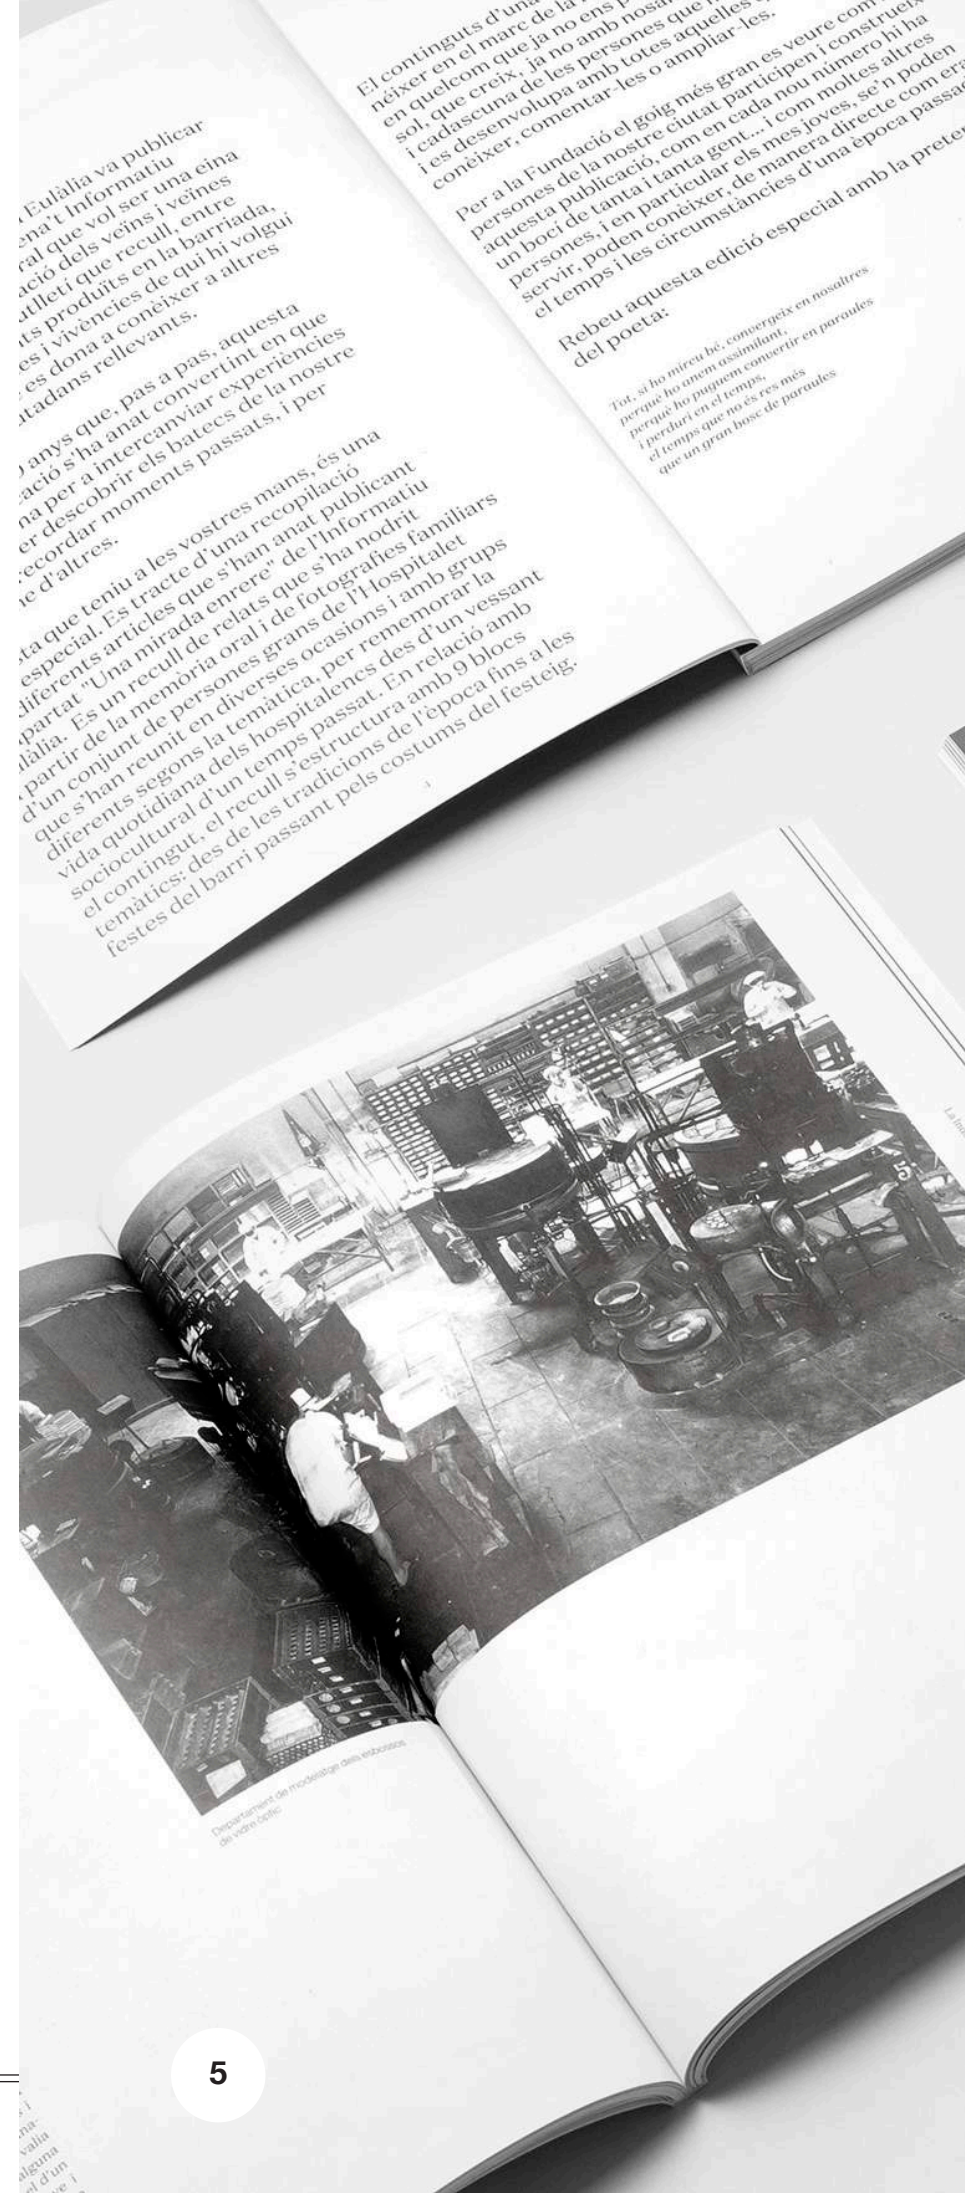 Eulàlia va publicar
ena't Informatiu
ral que vol ser una eina
ació dels veïns i veïnes
utlletí que recull, entre
ts produïts en la barriada,
es i vivències de qui hi volgui
es dona a conèixer a altres
utadans rellevants.
anys que, pas a pas, aquesta
cació s'ha anat convertint en que
na per a intercanviar experiències
er descobrir els batecs de la nostre
recordar moments passats, i per
ne d'altres.
sta que teniu a les vostres mans, és una
especial. Es tracte d'una recopilació
diferents articles que s'han anat publicant
partat "Una mirada enrere" de l'Informatiu
làlia. Es un recull de relats que s'ha nodrit
partir de la memòria oral i de fotografies familiars
d'un conjunt de persones grans de l'Hospitalet
que s'han reunit en diverses ocasions i amb grups
diferents segons la temàtica, per rememorar la
vida quotidiana dels hospitalencs des d'un vessant
sociocultural d'un temps passat. En relació amb
el contingut, el recull s'estructura amb 9 blocs
temàtics: des de les tradicions de l'època fins a les
festes del barri passant pels costums del festeig.
El continguts d'una
néixer en el marc de la
en quelcom que ja no ens p
sol, que creix, ja no amb nosal
i cadascuna de les persones que
i es desenvolupa amb totes aquelles q
conèixer, comentar-les o ampliar-les.
Per a la Fundació el goig més gran es veure com
persones de la nostre ciutat participen i construeix
aquesta publicació, com en cada nou número hi ha
un bocí de tanta i tanta gent... i com moltes altres
persones, i en particular els mes joves, se'n poden
servir, poden conèixer, de manera directe com era
el temps i les circumstàncies d'una època passad
Rebeu aquesta edició especial amb la preten
del poeta:
Tot, si ho mireu bé, convergeix en nosaltres
perquè ho anem assimilant,
perquè ho puguem convertir en paraules
i perduri en el temps,
el temps que no és res més
que un gran bosc de paraules
Departament de modelatge dels esbossos
de vidre òptic
5
valia
alguna
el d'un